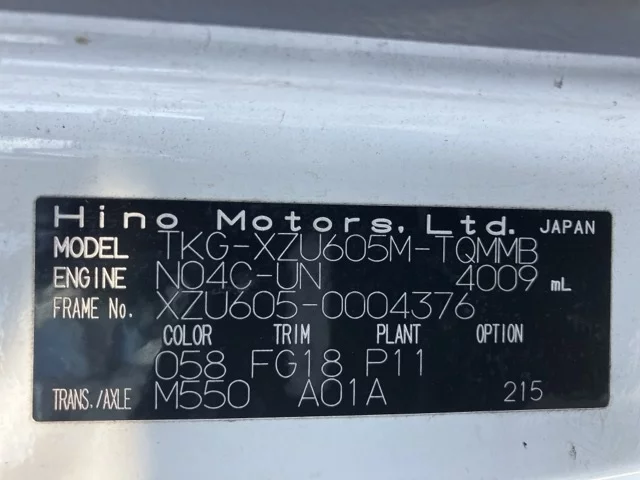 Hino Motors, Ltd. JAPAN
MODEL TKG-XZU605M-TQMMB
ENGINE N04C-UN 4009 mL
FRAME No. XZU605-0004376
COLOR TRIM PLANT OPTION
058 FG18 P11
TRANS./AXLE M550 A01A 215